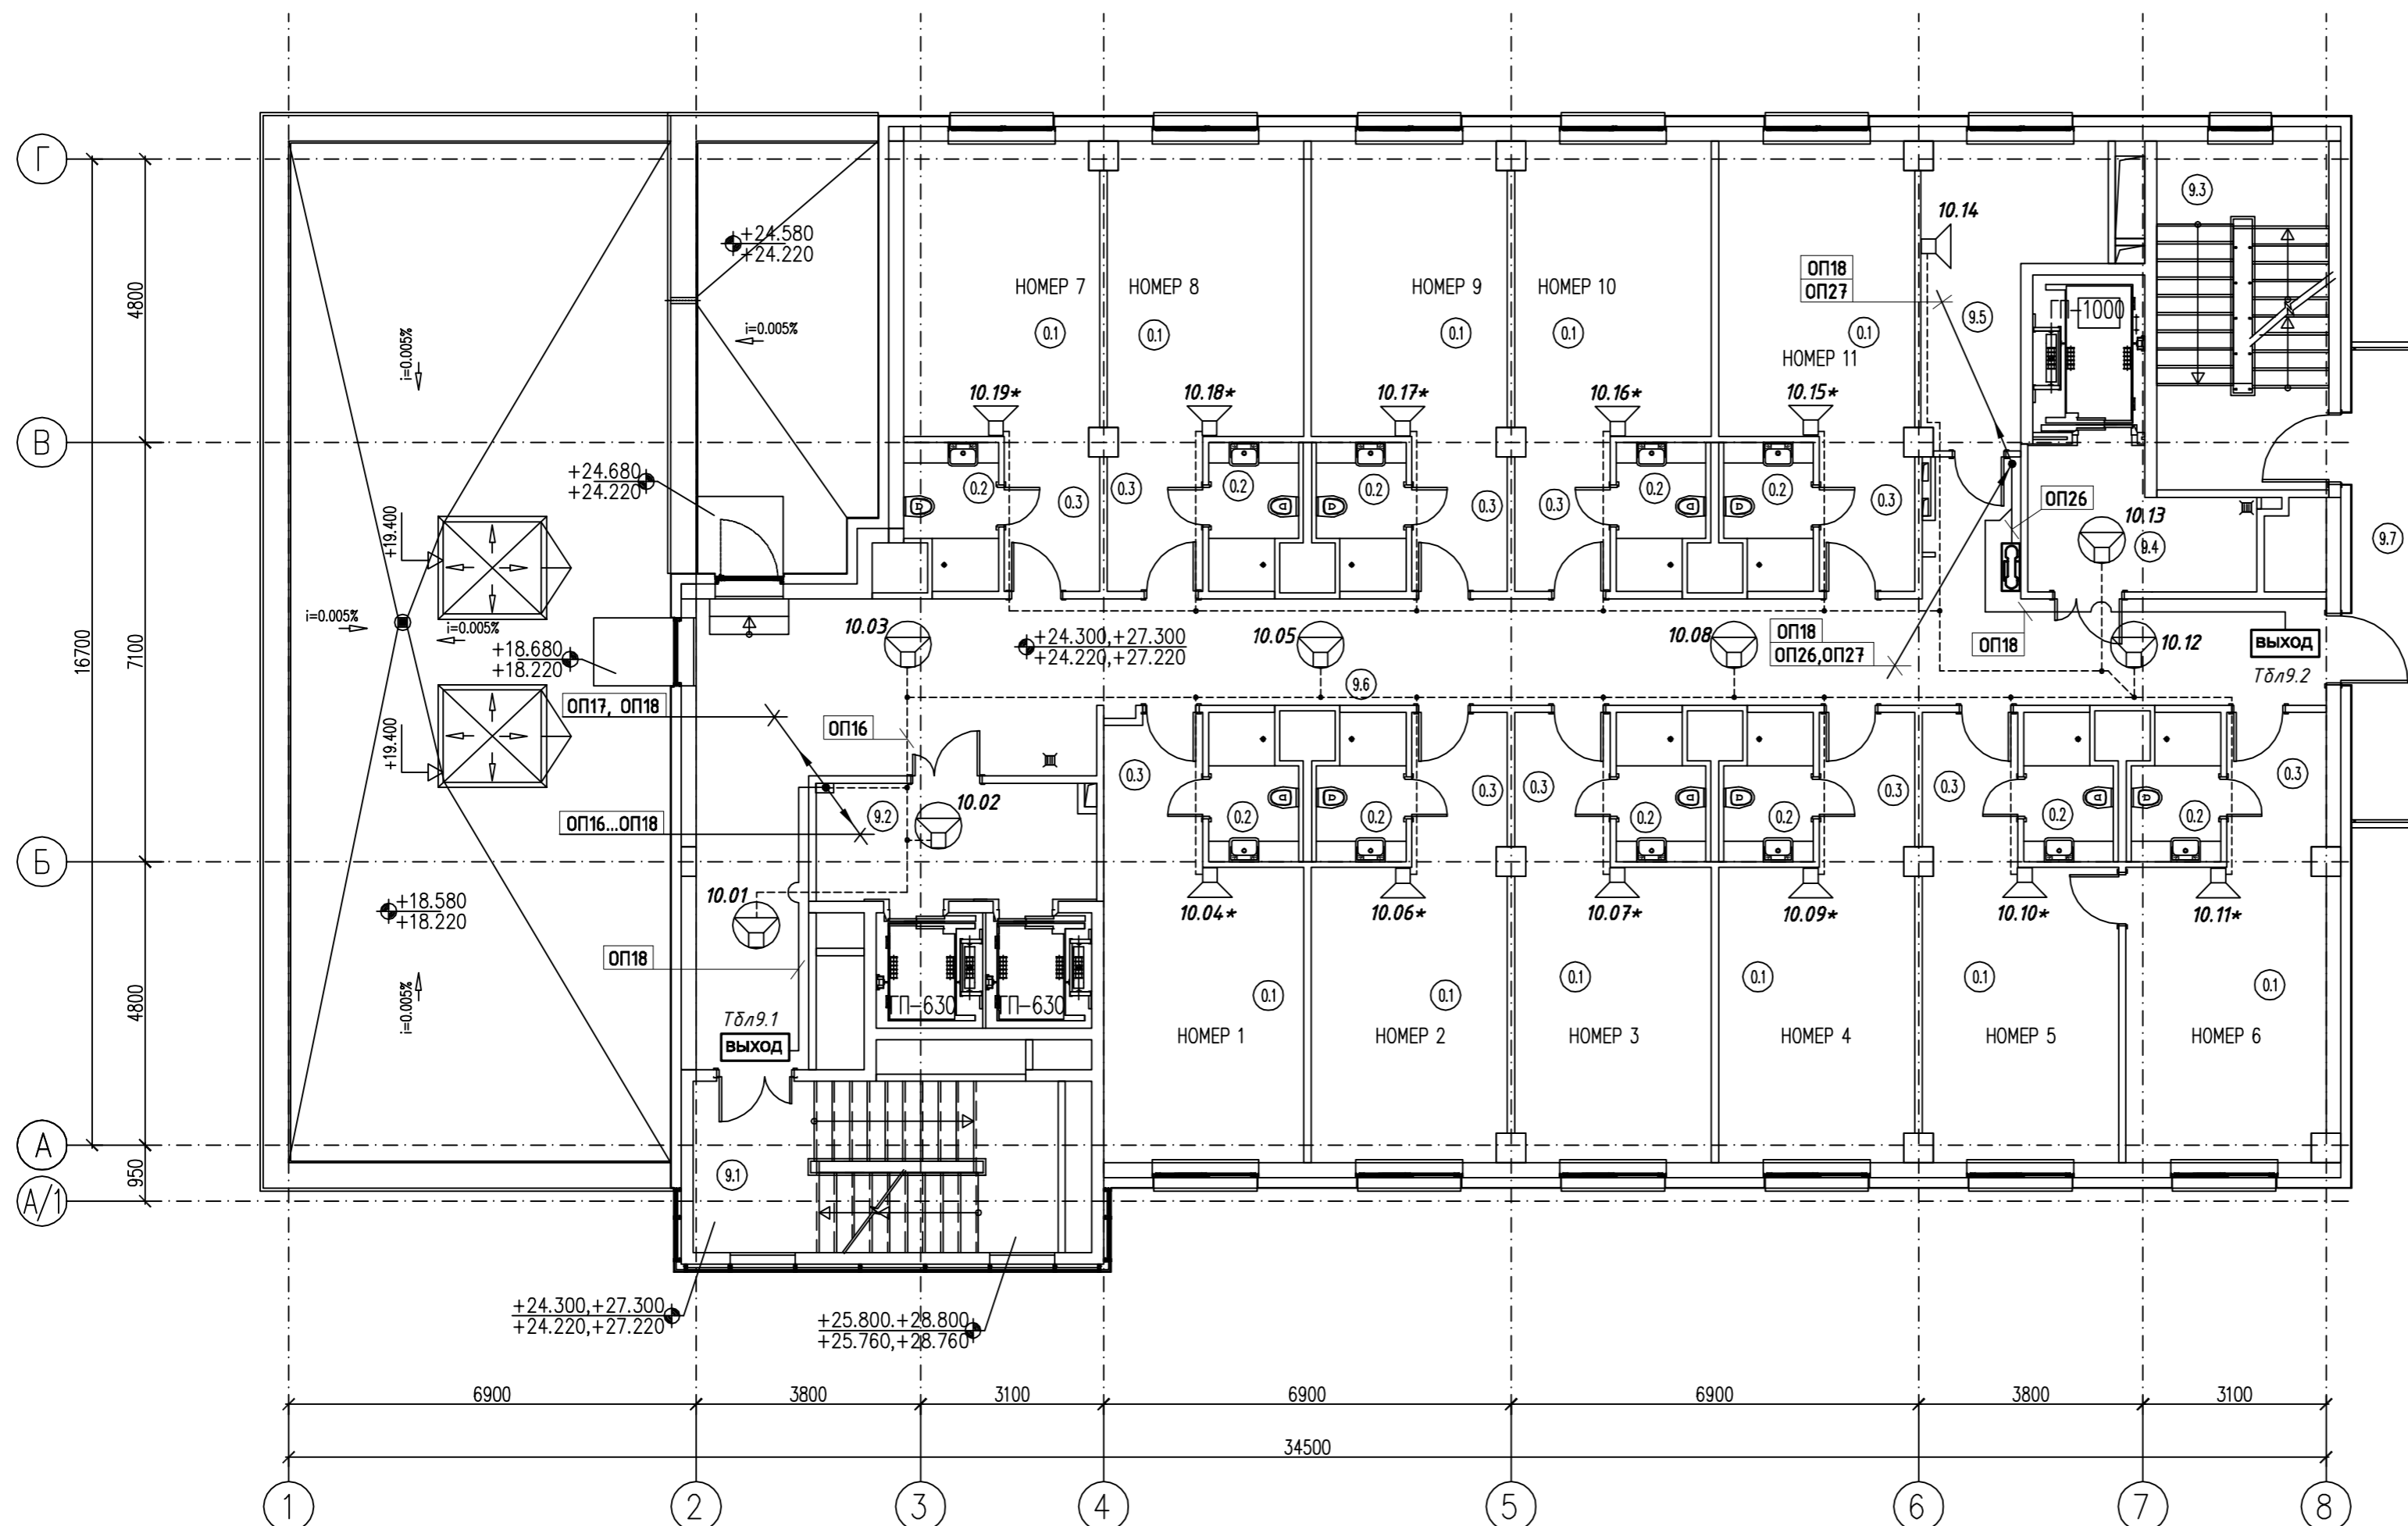 Г
В
Б
А
А/1
4800
7100
4800
16700
950
+24.580
+24.220
i=0.005%
i=0.005%
+24.680
+24.220
+19.400
i=0.005%
i=0.005%
+18.680
+18.220
+19.400
+18.580
+18.220
i=0.005%
НОМЕР 7
НОМЕР 8
НОМЕР 9
НОМЕР 10
НОМЕР 11
0.1
0.1
0.1
0.1
0.1
10.19*
10.18*
10.17*
10.16*
10.15*
10.14
ОП18
ОП27
9.5
9.3
ГП-1000
0.2
0.3
0.3
0.2
0.2
0.3
0.3
0.2
0.2
0.3
ОП26
10.13
9.4
9.7
10.03
+24.300,+27.300
+24.220,+27.220
10.05
10.08
ОП18
ОП26,ОП27
ОП18
10.12
ВЫХОД
Тбл9.2
9.6
ОП17, ОП18
ОП16
ОП16...ОП18
9.2
10.02
10.01
ОП18
Тбл9.1
ВЫХОД
ГП-630
ГП-630
0.3
0.2
0.2
0.3
0.3
0.2
0.2
0.3
0.3
0.2
0.2
0.3
10.04*
10.06*
10.07*
10.09*
10.10*
10.11*
0.1
0.1
0.1
0.1
0.1
0.1
НОМЕР 1
НОМЕР 2
НОМЕР 3
НОМЕР 4
НОМЕР 5
НОМЕР 6
9.1
+24.300,+27.300
+24.220,+27.220
+25.800.+28.800
+25.760,+28.760
6900
3800
3100
6900
6900
3800
3100
34500
1
2
3
4
5
6
7
8